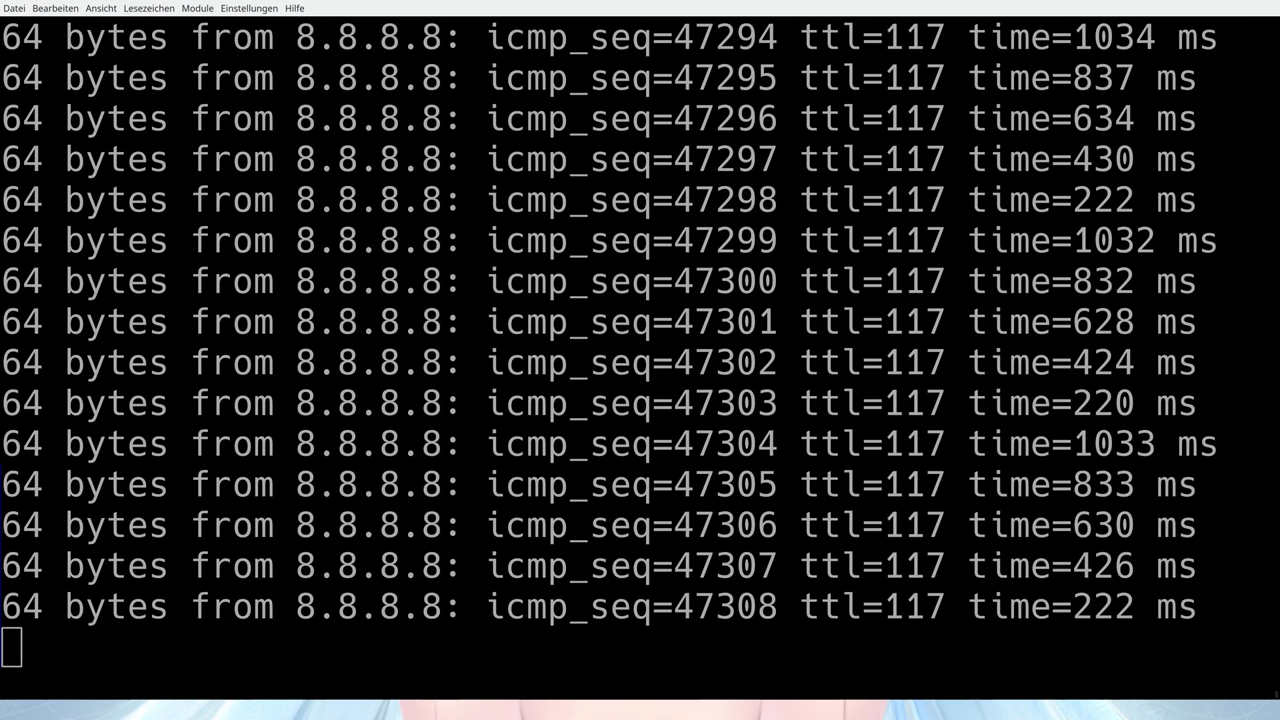 Datei Bearbeiten Ansicht Lesezeichen Module Einstellungen Hilfe
64 bytes from 8.8.8.8: icmp_seq=47294 ttl=117 time=1034 ms
64 bytes from 8.8.8.8: icmp_seq=47295 ttl=117 time=837 ms
64 bytes from 8.8.8.8: icmp_seq=47296 ttl=117 time=634 ms
64 bytes from 8.8.8.8: icmp_seq=47297 ttl=117 time=430 ms
64 bytes from 8.8.8.8: icmp_seq=47298 ttl=117 time=222 ms
64 bytes from 8.8.8.8: icmp_seq=47299 ttl=117 time=1032 ms
64 bytes from 8.8.8.8: icmp_seq=47300 ttl=117 time=832 ms
64 bytes from 8.8.8.8: icmp_seq=47301 ttl=117 time=628 ms
64 bytes from 8.8.8.8: icmp_seq=47302 ttl=117 time=424 ms
64 bytes from 8.8.8.8: icmp_seq=47303 ttl=117 time=220 ms
64 bytes from 8.8.8.8: icmp_seq=47304 ttl=117 time=1033 ms
64 bytes from 8.8.8.8: icmp_seq=47305 ttl=117 time=833 ms
64 bytes from 8.8.8.8: icmp_seq=47306 ttl=117 time=630 ms
64 bytes from 8.8.8.8: icmp_seq=47307 ttl=117 time=426 ms
64 bytes from 8.8.8.8: icmp_seq=47308 ttl=117 time=222 ms